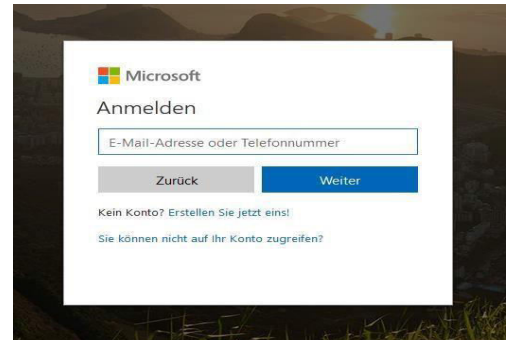 Microsoft
Anmelden
E-Mail-Adresse oder Telefonnummer
Zurück
Weiter
Kein Konto? Erstellen Sie jetzt eins!
Sie können nicht auf Ihr Konto zugreifen?